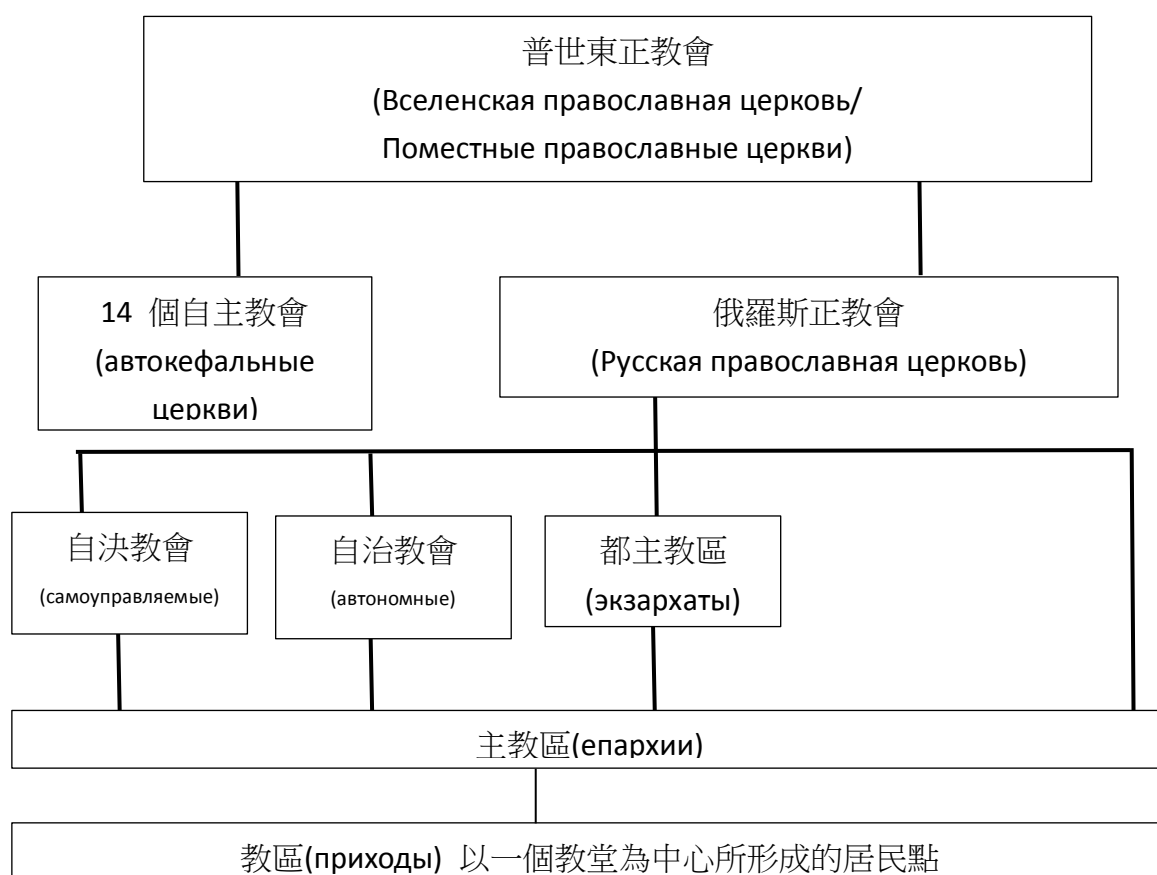 普世東正教會
(Вселенская православная церковь/
Поместные православные церкви)
14 個自主教會
(автокефальные
церкви)
俄羅斯正教會
(Русская православная церковь)
自決教會
(самоуправляемые)
自治教會
(автономные)
都主教區
(экзархаты)
主教區(епархии)
教區(приходы) 以一個教堂為中心所形成的居民點